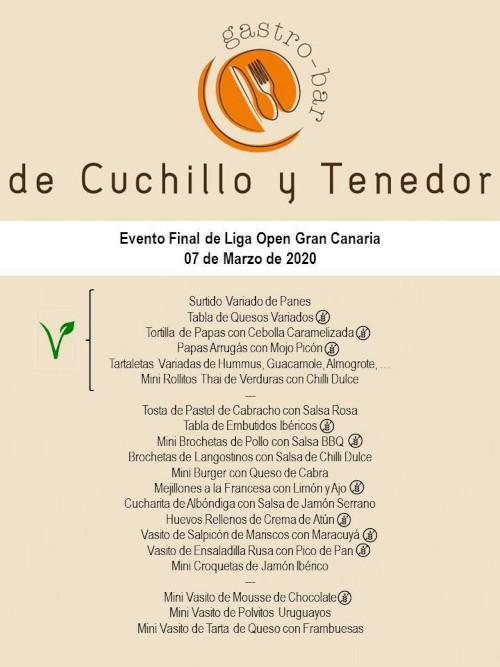 gastro-bar
de Cuchillo y Tenedor
Evento Final de Liga Open Gran Canaria
07 de Marzo de 2020
V
Surtido Variado de Panes
Tabla de Quesos Variados
Tortilla de Papas con Cebolla Caramelizada
Papas Arrugás con Mojo Picón
Tartaletas Variadas de Hummus, Guacamole, Almogrote, …
Mini Rollitos Thai de Verduras con Chilli Dulce
---
Tosta de Pastel de Cabracho con Salsa Rosa
Tabla de Embutidos Ibéricos
Mini Brochetas de Pollo con Salsa BBQ
Brochetas de Langostinos con Salsa de Chilli Dulce
Mini Burger con Queso de Cabra
Mejillones a la Francesa con Limón y Ajo
Cucharita de Albóndiga con Salsa de Jamón Serrano
Huevos Rellenos de Crema de Atún
Vasito de Salpicón de Mariscos con Maracuyá
Vasito de Ensaladilla Rusa con Pico de Pan
Mini Croquetas de Jamón Ibérico
---
Mini Vasito de Mousse de Chocolate
Mini Vasito de Polvitos Uruguayos
Mini Vasito de Tarta de Queso con Frambuesas